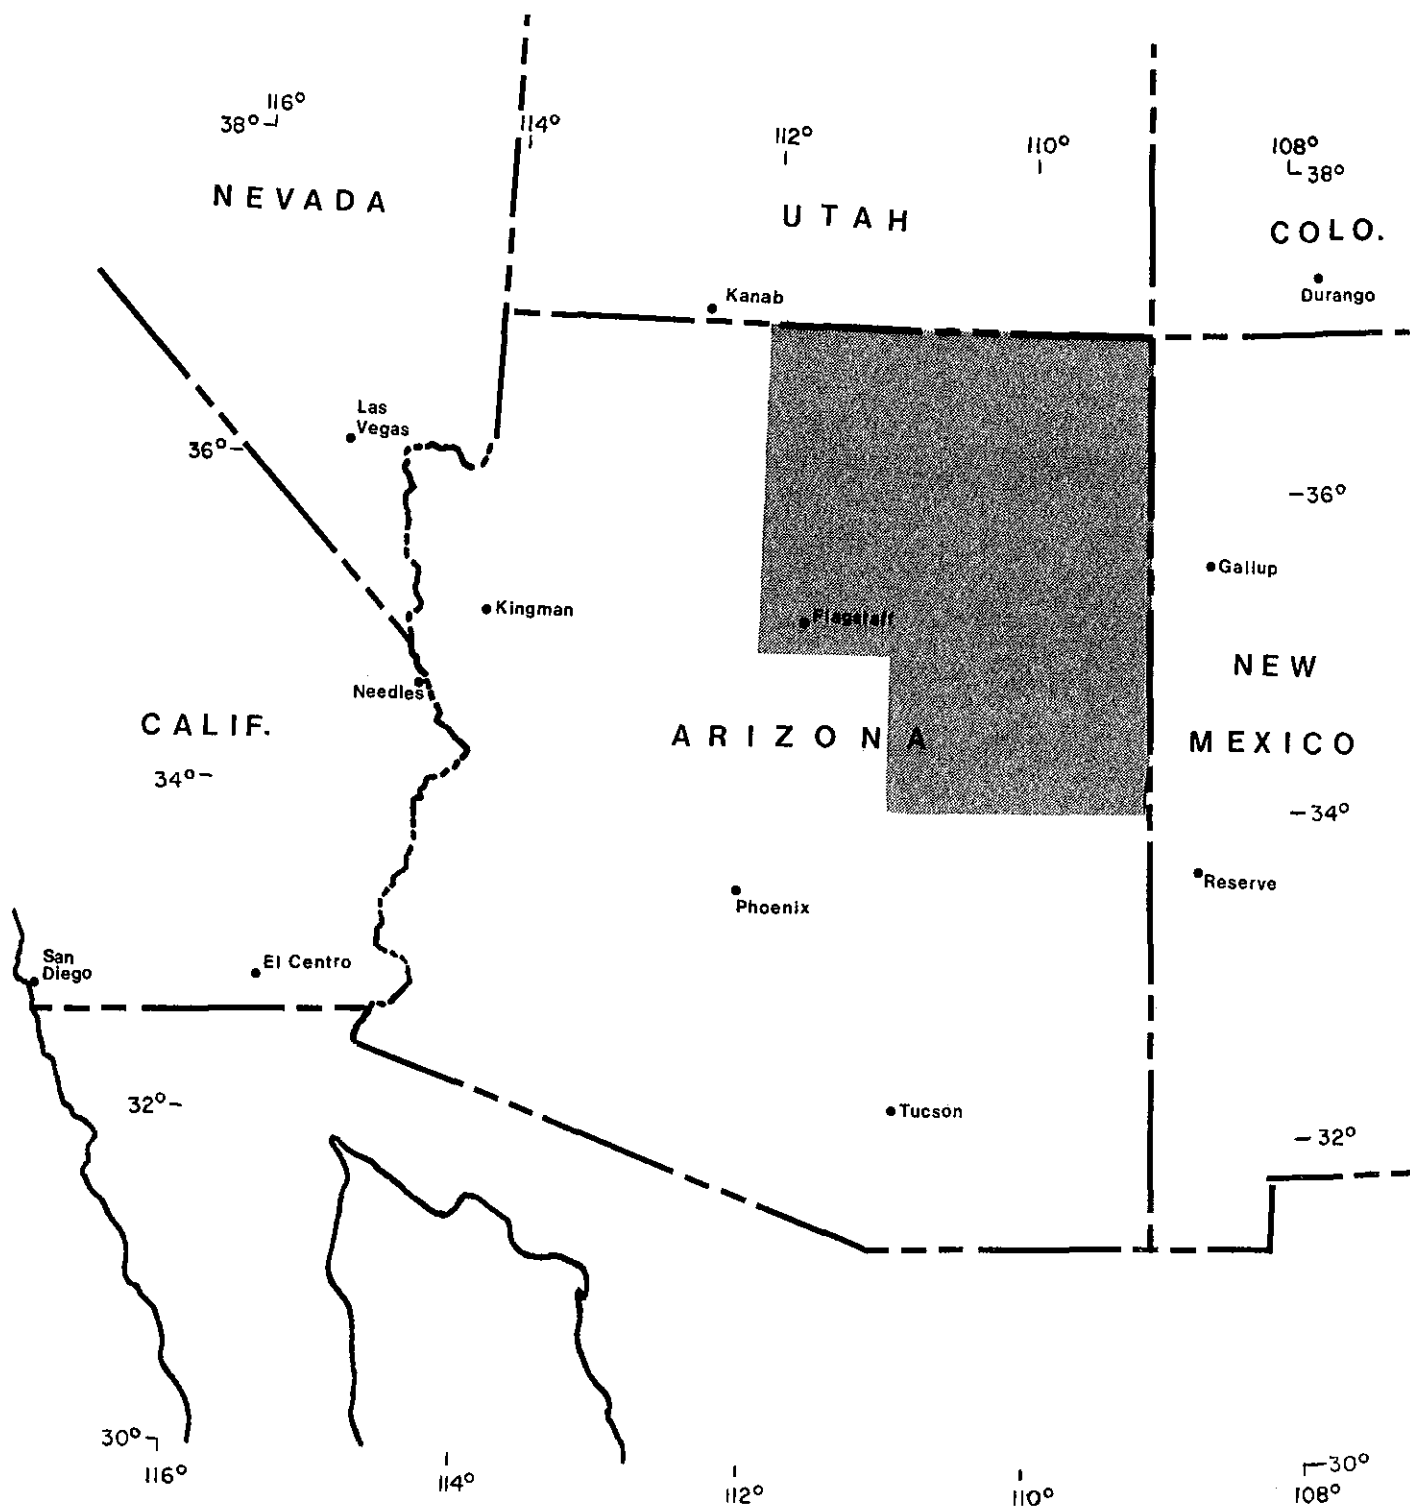 116°
38°
114°
112°
110°
108°
38°
NEVADA
UTAH
COLO.
Kanab
Durango
Las
Vegas
36°
36°
Gallup
Kingman
Flagstaff
NEW
Needles
CALIF.
ARIZONA
MEXICO
34°
34°
Reserve
Phoenix
San
Diego
El Centro
32°
Tucson
32°
30°
116°
114°
112°
110°
30°
108°